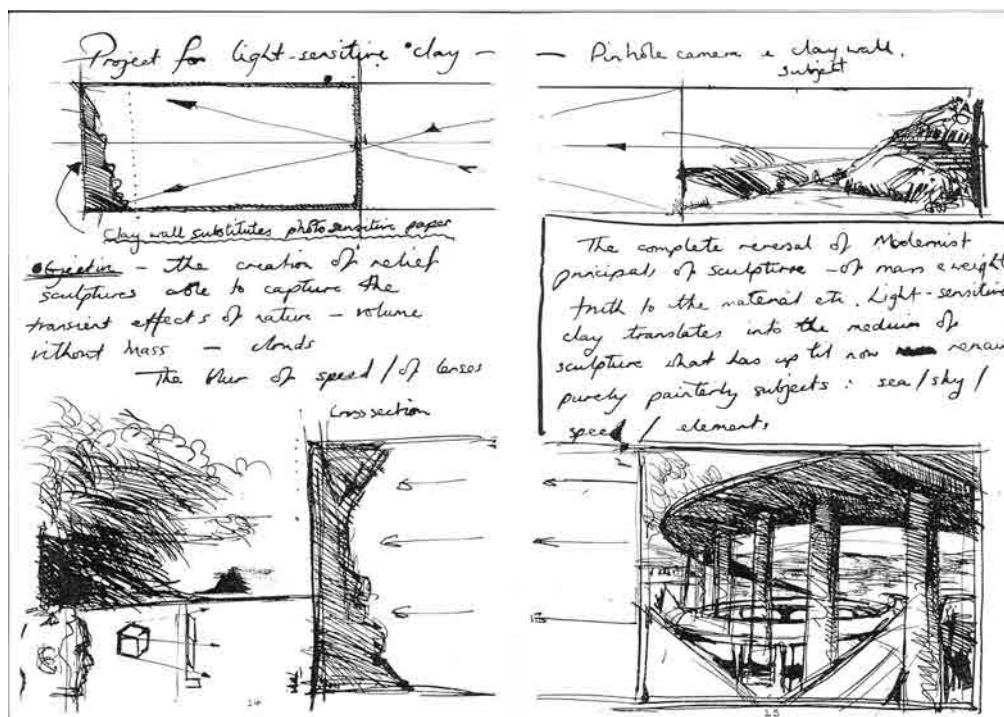 Project for light-sensitive clay —
Clay wall substitutes photosensitive paper
Objective — the creation of relief
sculptures able to capture the
transient effects of nature — volume
without mass — clouds
The blur of speed / of lenses
Cross section
14
— Pinhole camera & clay wall.
subject
The complete reversal of Modernist
principals of sculpture — of mass & weight
truth to the material etc. Light-sensitive
clay translates into the medium of
sculpture what has up til now remain
purely painterly subjects : sea / sky /
speed / elements
15